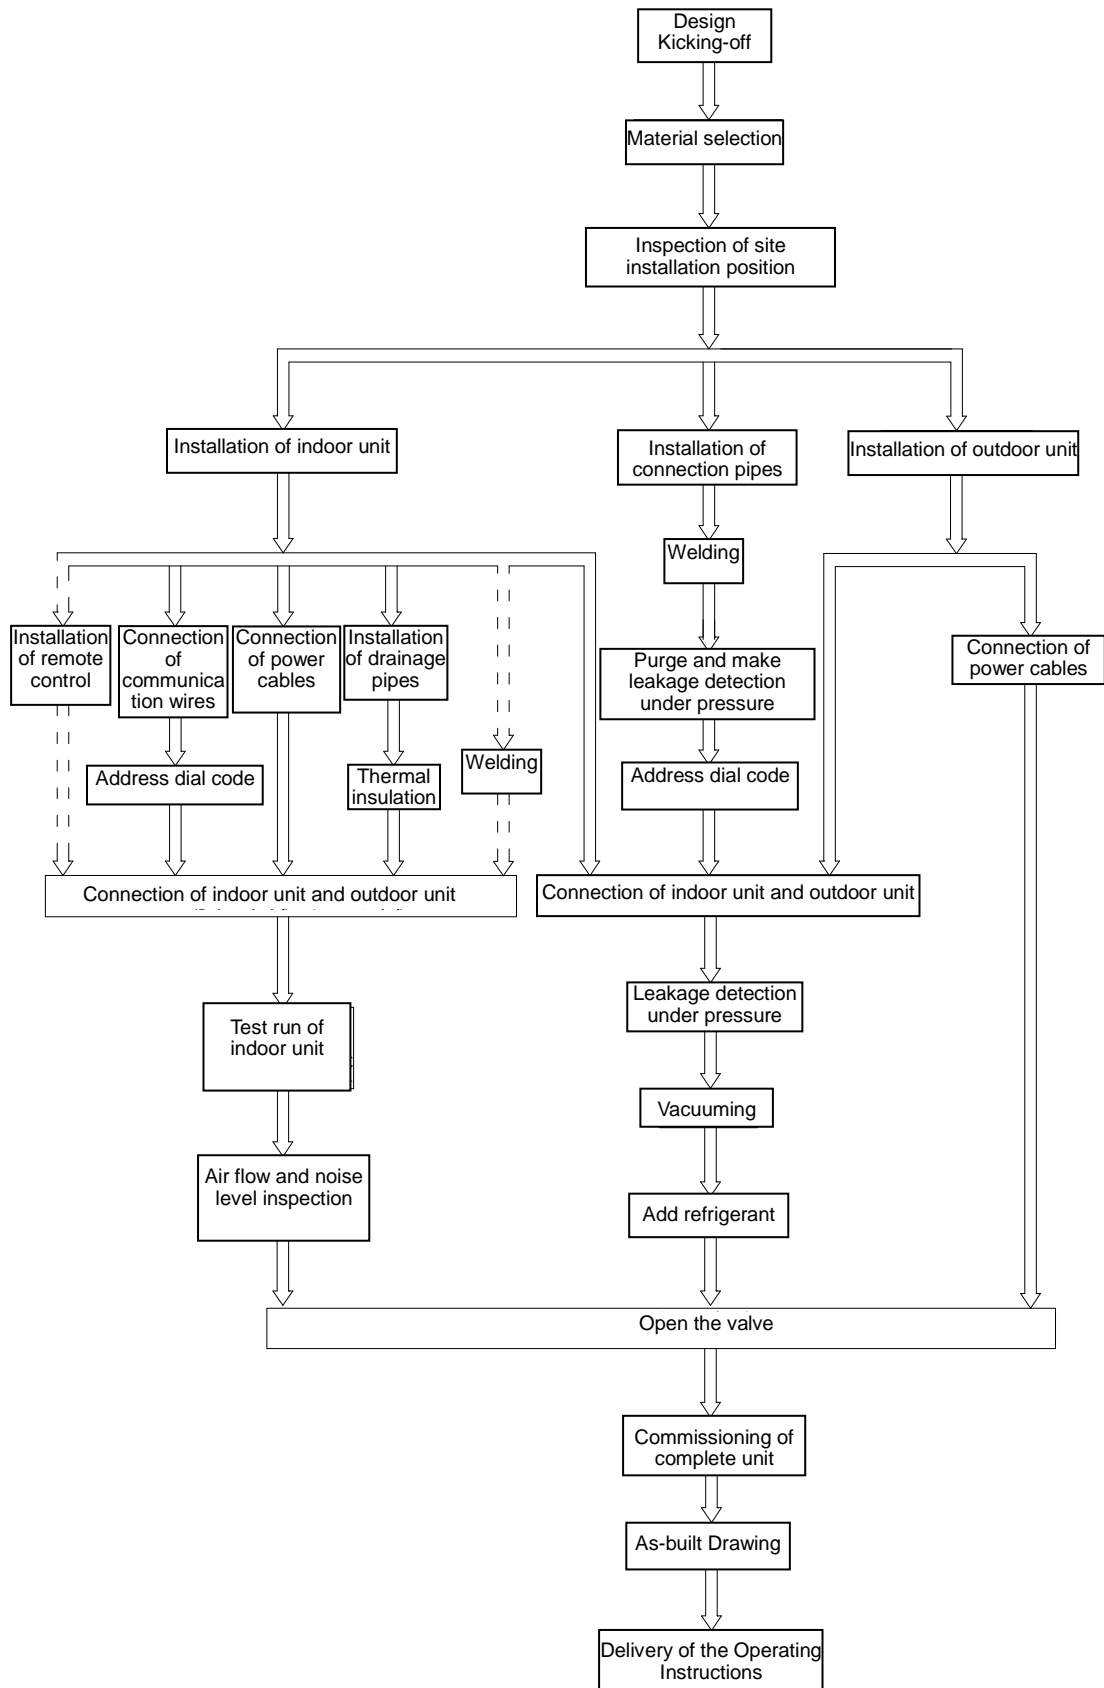 Design
Kicking-off
Material selection
Inspection of site
installation position
Installation of indoor unit
Installation of
connection pipes
Installation of outdoor unit
Welding
Installation
of remote
control
Connection
of
communica
tion wires
Connection
of power
cables
Installation
of drainage
pipes
Purge and make
leakage detection
under pressure
Connection of
power cables
Address dial code
Thermal
insulation
Welding
Address dial code
Connection of indoor unit and outdoor unit
Connection of indoor unit and outdoor unit
Leakage detection
under pressure
Test run of
indoor unit
Vacuuming
Air flow and noise
level inspection
Add refrigerant
Open the valve
Commissioning of
complete unit
As-built Drawing
Delivery of the Operating
Instructions